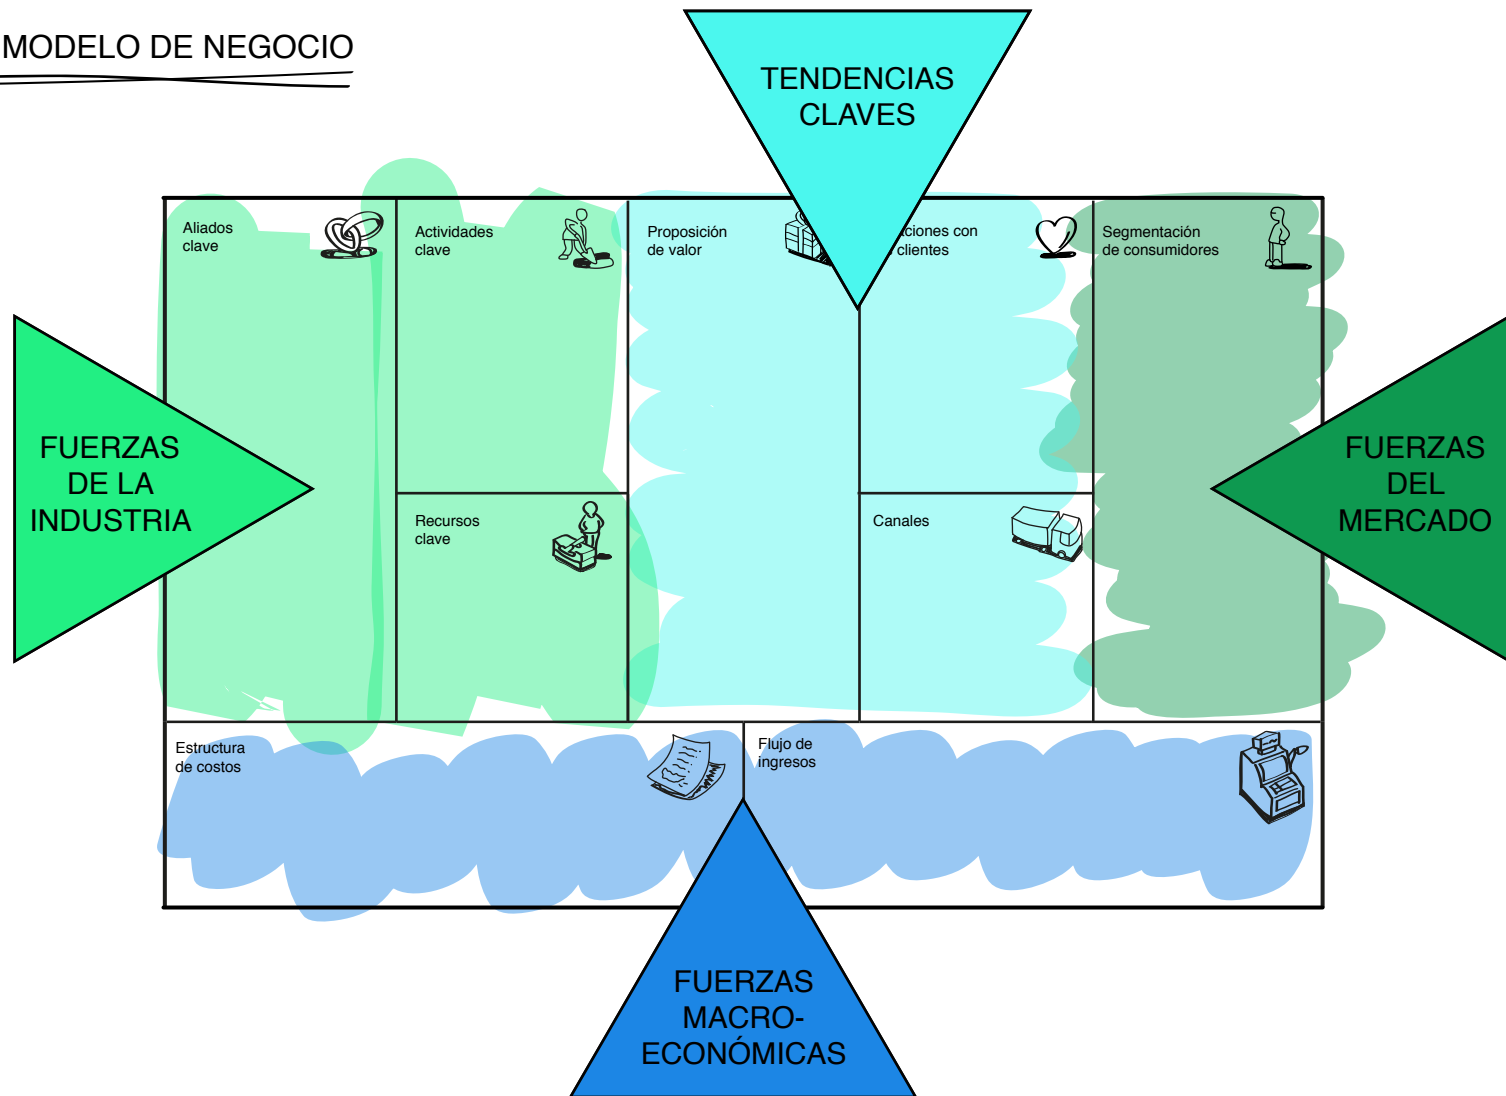 MODELO DE NEGOCIO
TENDENCIAS
CLAVES
Aliados
clave
Actividades
clave
Proposición
de valor
ciones con
clientes
Segmentación
de consumidores
FUERZAS
DE LA
INDUSTRIA
Recursos
clave
Canales
FUERZAS
DEL
MERCADO
Estructura
de costos
Flujo de
ingresos
FUERZAS
MACRO-
ECONÓMICAS